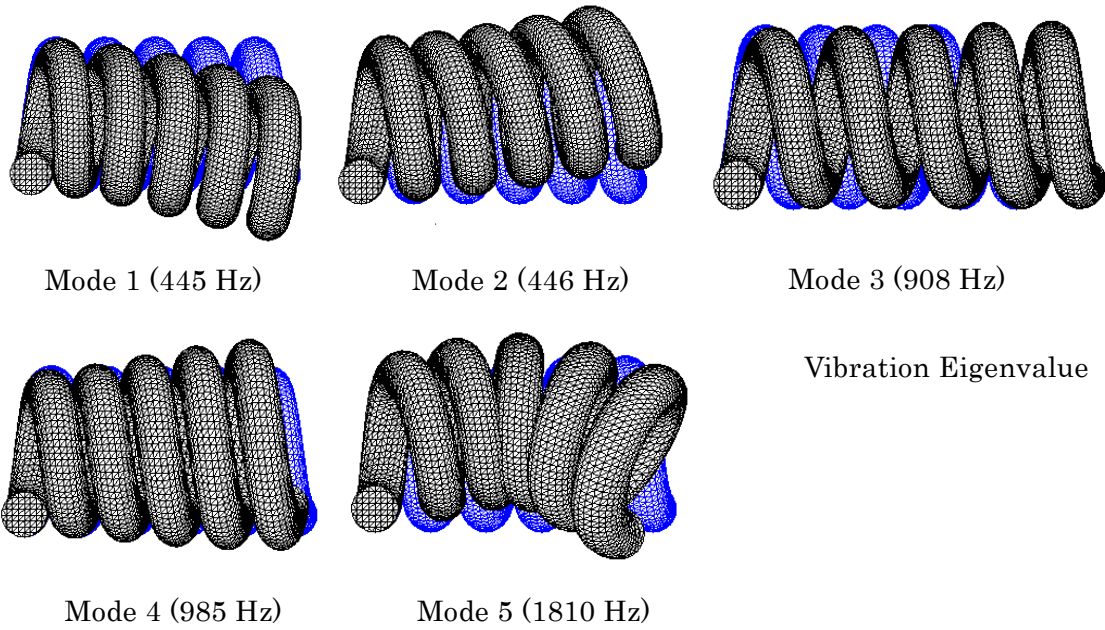 Mode 1 (445 Hz)
Mode 2 (446 Hz)
Mode 3 (908 Hz)
Vibration Eigenvalue
Mode 4 (985 Hz)
Mode 5 (1810 Hz)